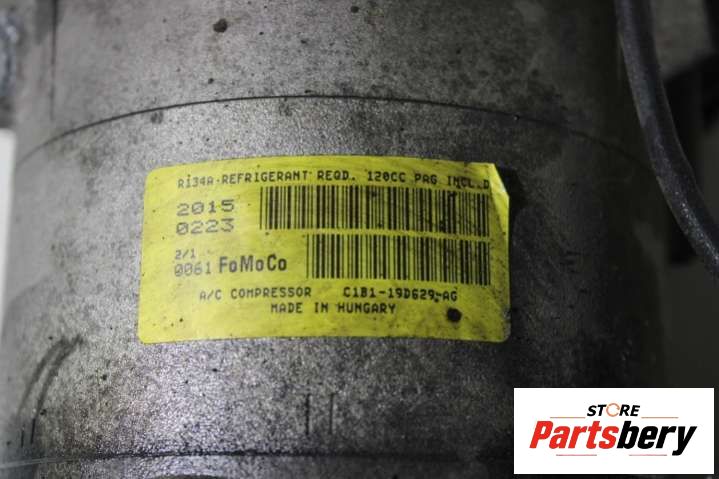 R134A-REFRIGERANT REQD. 120CC PAG INCL.D
2015
0223
2/1
0061 FoMoCo
A/C COMPRESSOR C1B1-19D629-AG
MADE IN HUNGARY
STORE
Partsbery